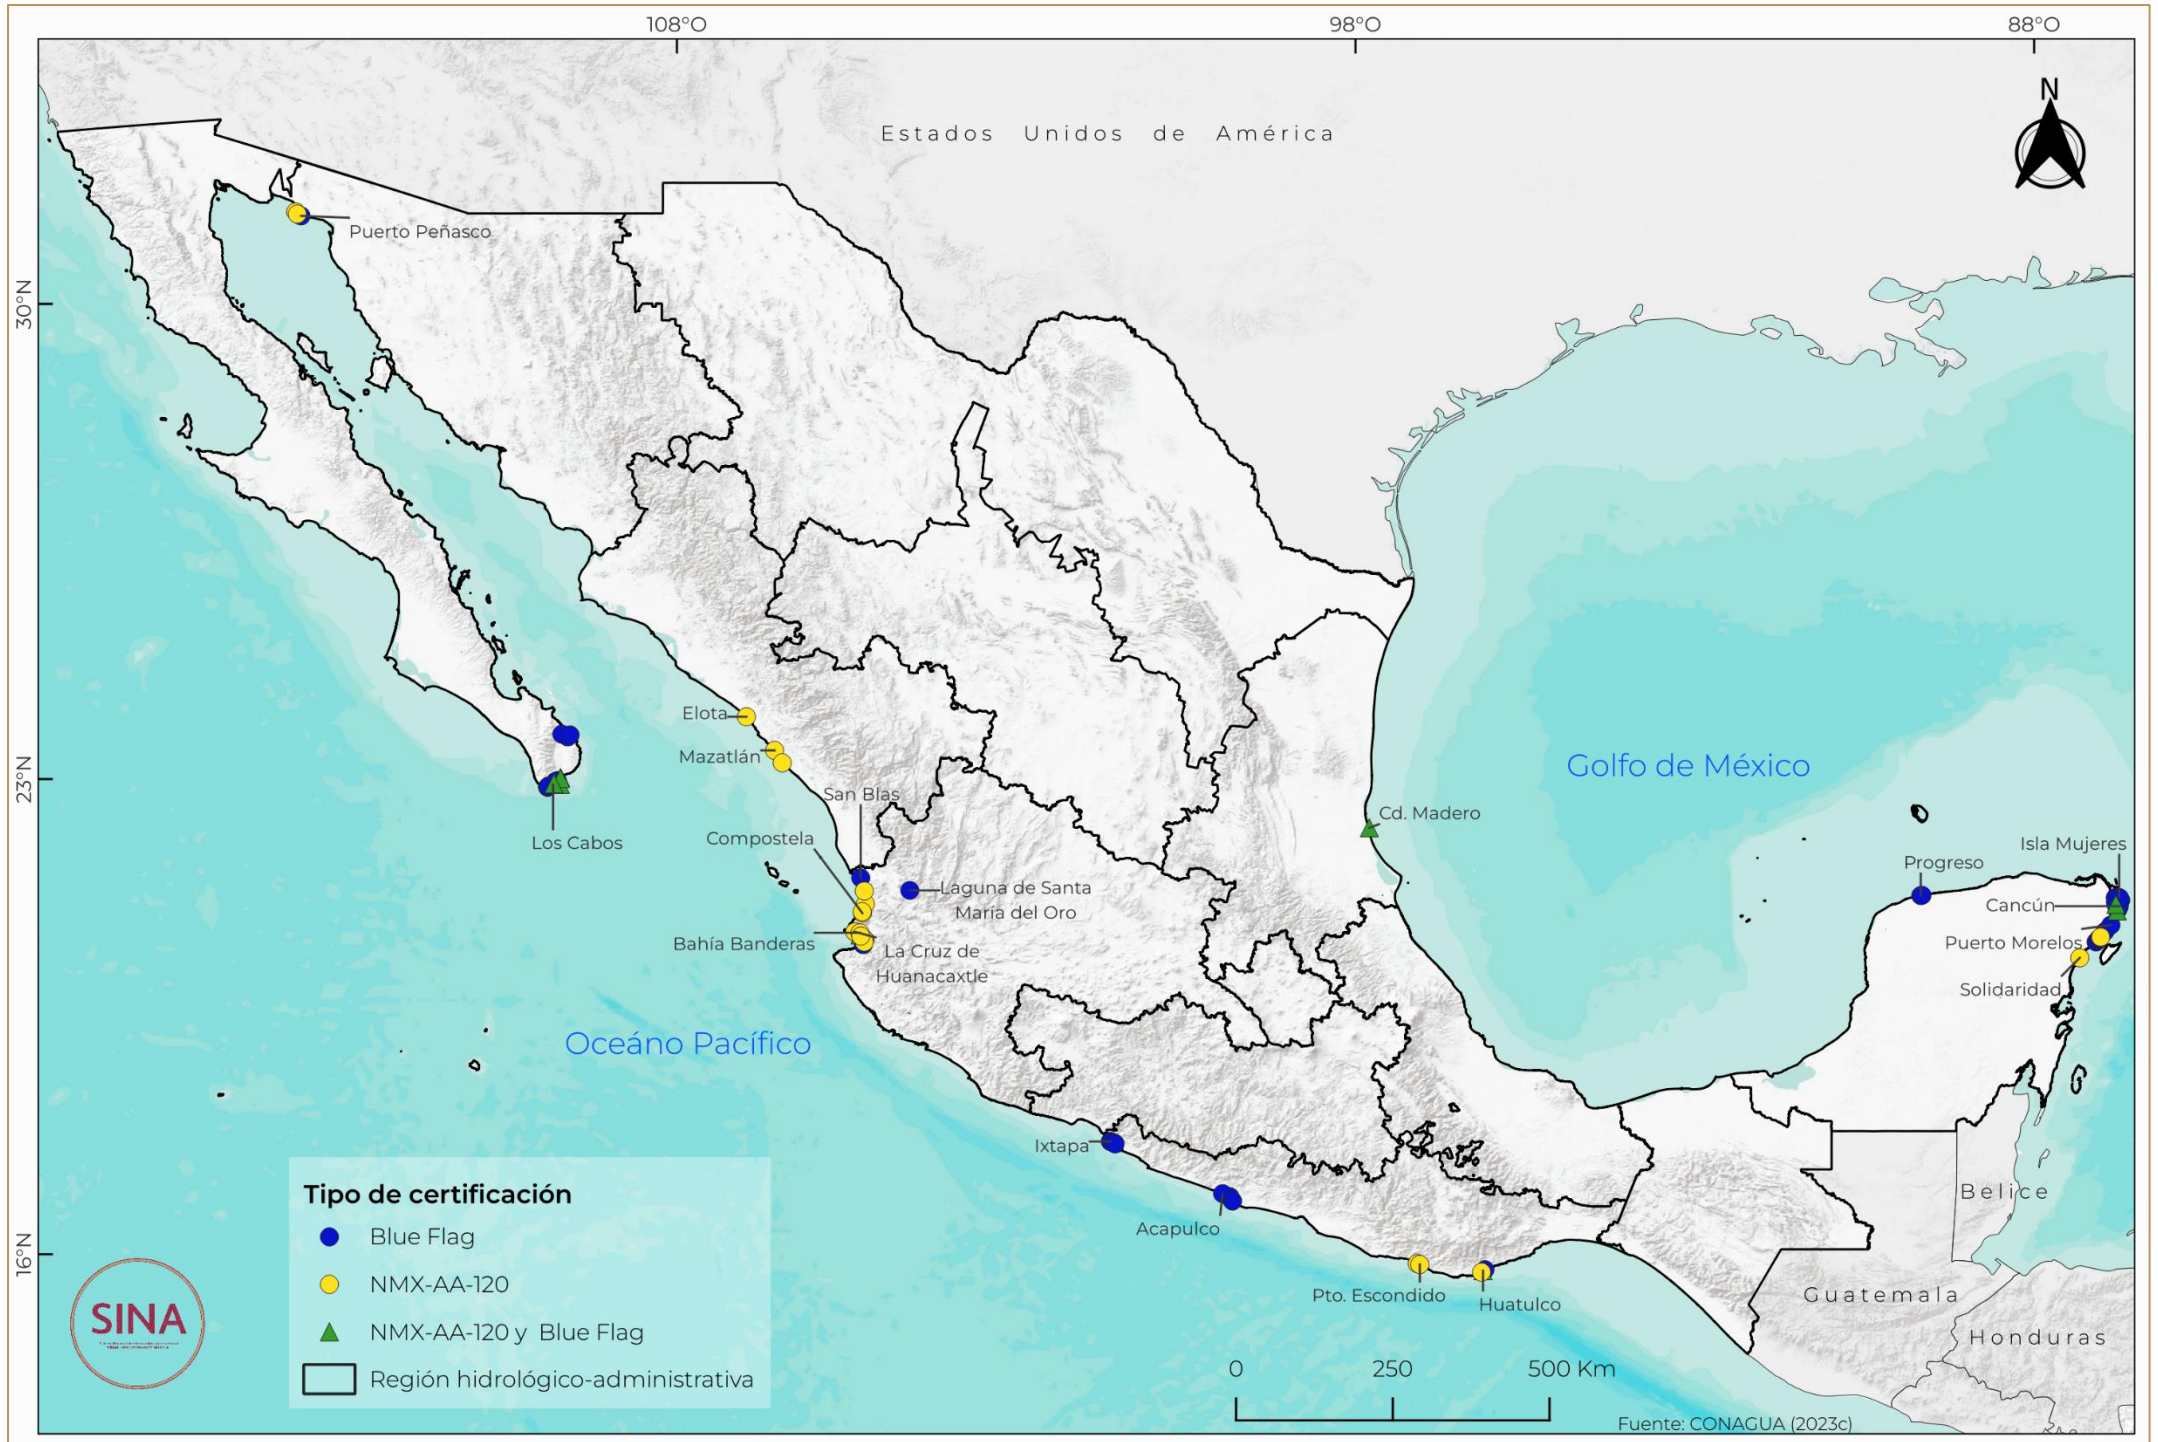 108°O
98°O
88°O
N
Estados Unidos de América
Puerto Peñasco
30°N
Elota
Mazatlán
Golfo de México
23°N
San Blas
Cd. Madero
Compostela
Los Cabos
Isla Mujeres
Progreso
Laguna de Santa
María del Oro
Cancún
Bahía Banderas
La Cruz de
Huanacaxtle
Puerto Morelos
Solidaridad
Oceáno Pacífico
Ixtapa
Belice
Acapulco
16°N
Pto. Escondido
Huatulco
Guatemala
Honduras
Tipo de certificación
Blue Flag
NMX-AA-120
NMX-AA-120 y Blue Flag
Región hidrológico-administrativa
SINA
0 250 500 Km
Fuente: CONAGUA (2023c)